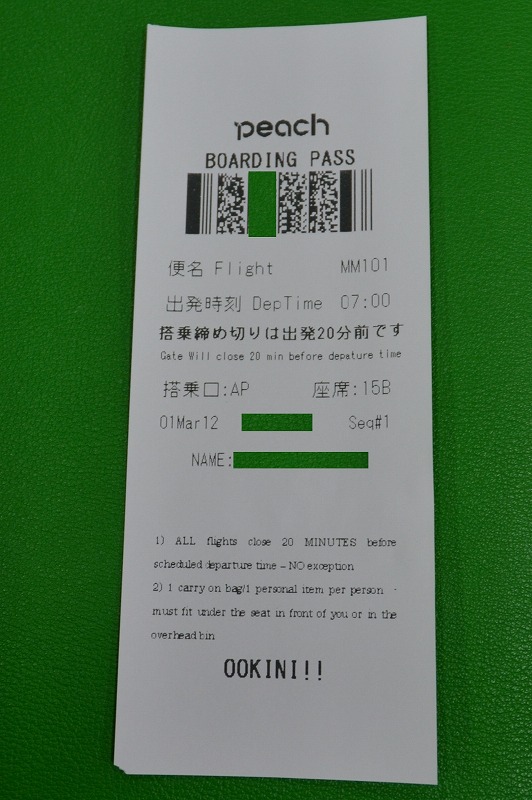 peach
BOARDING PASS
便名 Flight MM101
出発時刻 DepTime 07:00
搭乗締め切りは出発20分前です
Gate Will close 20 min before depature time
搭乗口:AP 座席:15B
01Mar12 Seq#1
NAME:
1) ALL flights close 20 MINUTES before
scheduled departure time – NO exception
2) 1 carry on bag/1 personal item per person -
must fit under the seat in front of you or in the
overhead bin
OOKINI!!